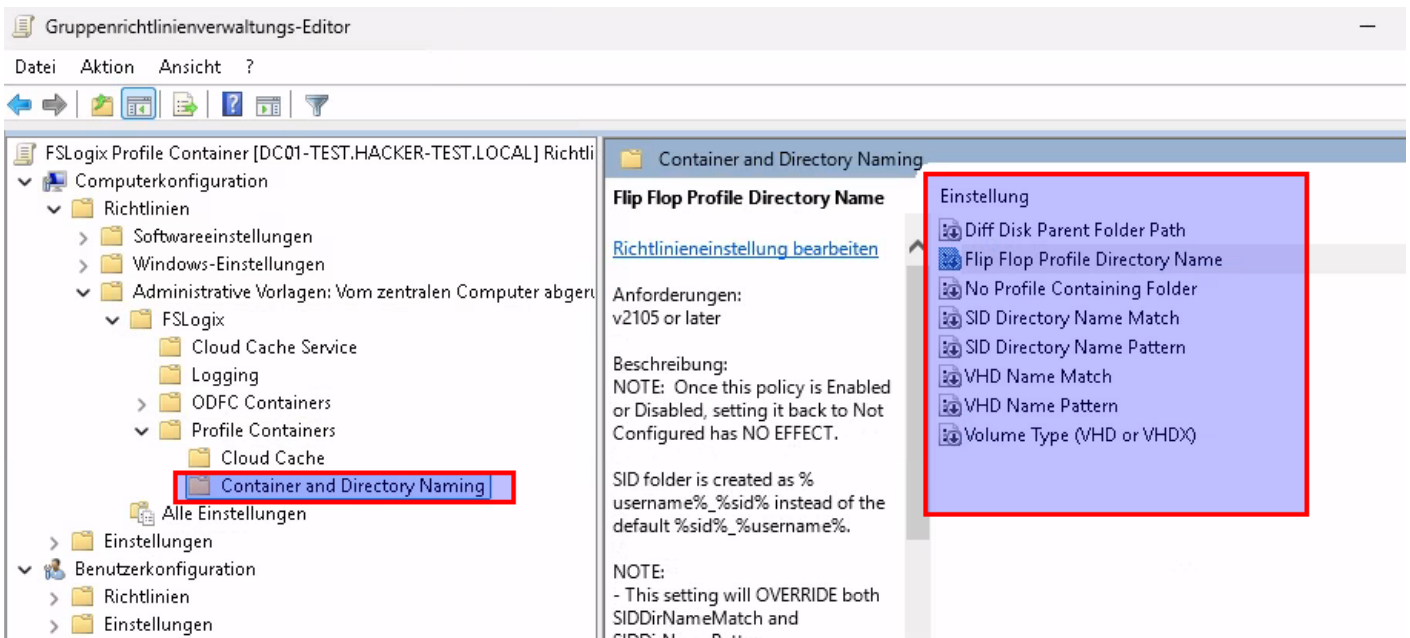 Gruppenrichtlinienverwaltungs-Editor
Datei Aktion Ansicht ?
FSLogix Profile Container [DC01-TEST.HACKER-TEST.LOCAL] Richtli
Computerkonfiguration
Richtlinien
Softwareeinstellungen
Windows-Einstellungen
Administrative Vorlagen: Vom zentralen Computer abgeru
FSLogix
Cloud Cache Service
Logging
ODFC Containers
Profile Containers
Cloud Cache
Container and Directory Naming
Alle Einstellungen
Einstellungen
Benutzerkonfiguration
Richtlinien
Einstellungen
Container and Directory Naming
Flip Flop Profile Directory Name
Richtlinieneinstellung bearbeiten
Anforderungen:
v2105 or later
Beschreibung:
NOTE: Once this policy is Enabled
or Disabled, setting it back to Not
Configured has NO EFFECT.
SID folder is created as %
username%_%sid% instead of the
default %sid%_%username%.
NOTE:
- This setting will OVERRIDE both
SIDDirNameMatch and
Einstellung
Diff Disk Parent Folder Path
Flip Flop Profile Directory Name
No Profile Containing Folder
SID Directory Name Match
SID Directory Name Pattern
VHD Name Match
VHD Name Pattern
Volume Type (VHD or VHDX)